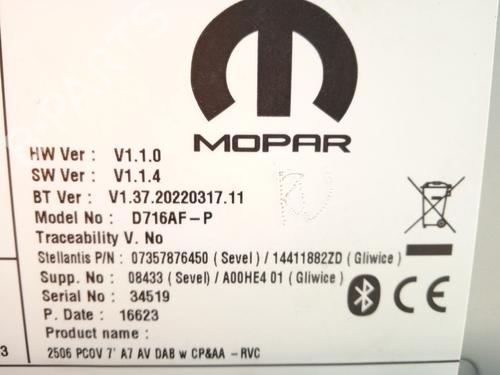 MOPAR
HW Ver : V1.1.0
SW Ver : V1.1.4
BT Ver : V1.37.20220317.11
Model No : D716AF-P
Traceability V. No
Stellantis P/N : 07357876450 ( Sevel ) / 14411882ZD ( Gliwice )
Supp. No : 08433 ( Sevel ) / A00HE4 01 ( Gliwice )
Serial No : 34519
P. Date : 16623
Product name :
3 2506 PCOV 7' A7 AV DAB w CP&AA - RVC